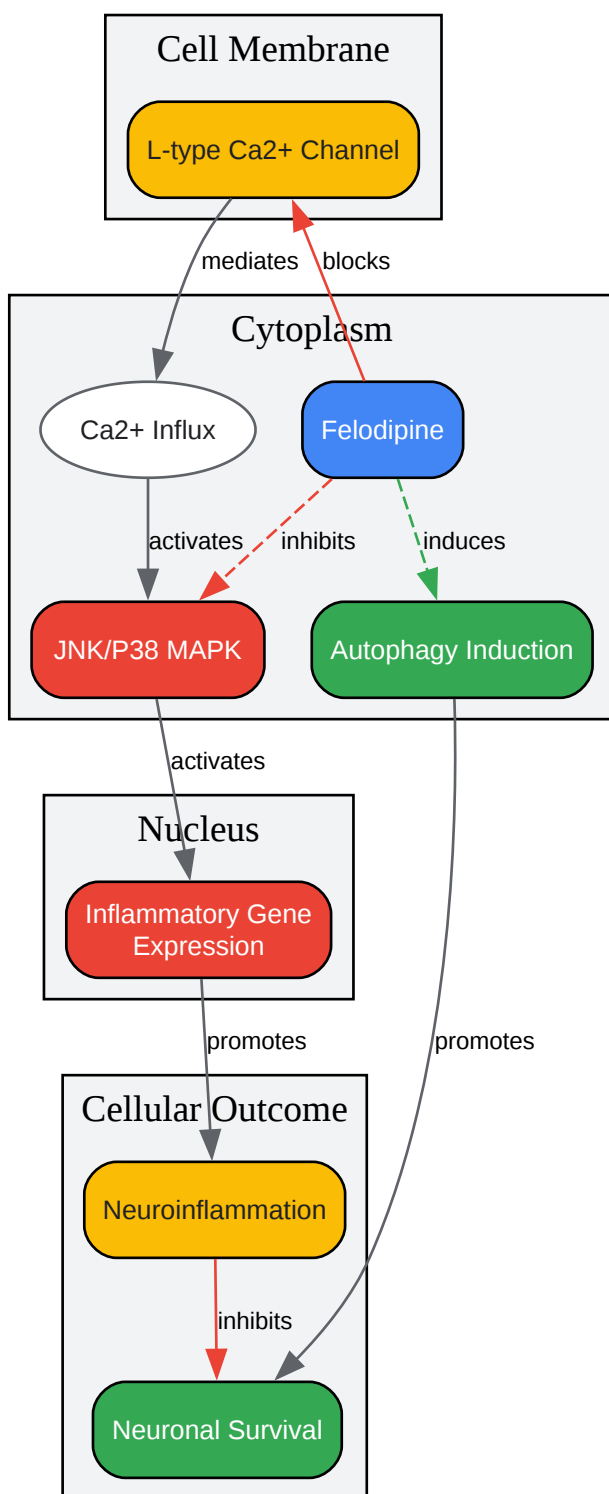 Cell Membrane
L-type Ca2+ Channel
mediates
blocks
Cytoplasm
Ca2+ Influx
Felodipine
activates
inhibits
induces
JNK/P38 MAPK
Autophagy Induction
activates
Nucleus
Inflammatory Gene
Expression
promotes
promotes
Cellular Outcome
Neuroinflammation
inhibits
Neuronal Survival